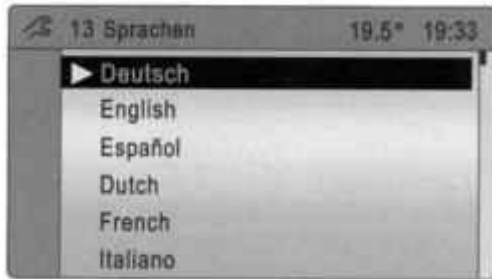 13 Sprachen 19.5° 19:33
Deutsch
English
Español
Dutch
French
Italiano